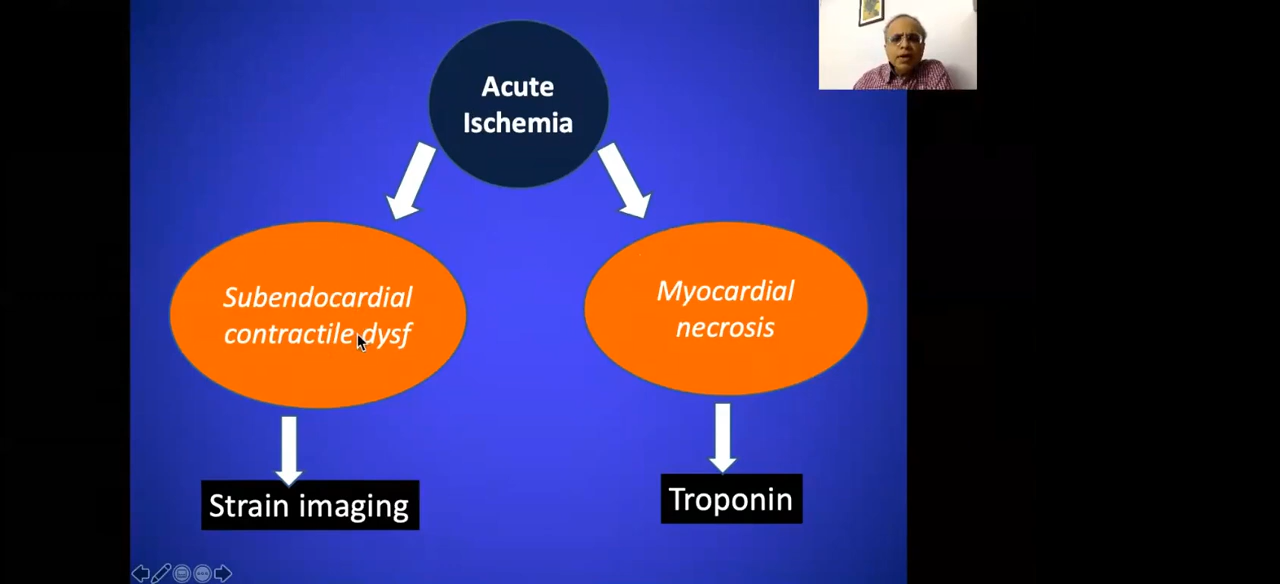 Acute
Ischemia
Subendocardial
contractile dysf
Myocardial
necrosis
Strain imaging
Troponin